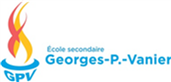 École secondaire
Georges-P.-Vanier
GPV